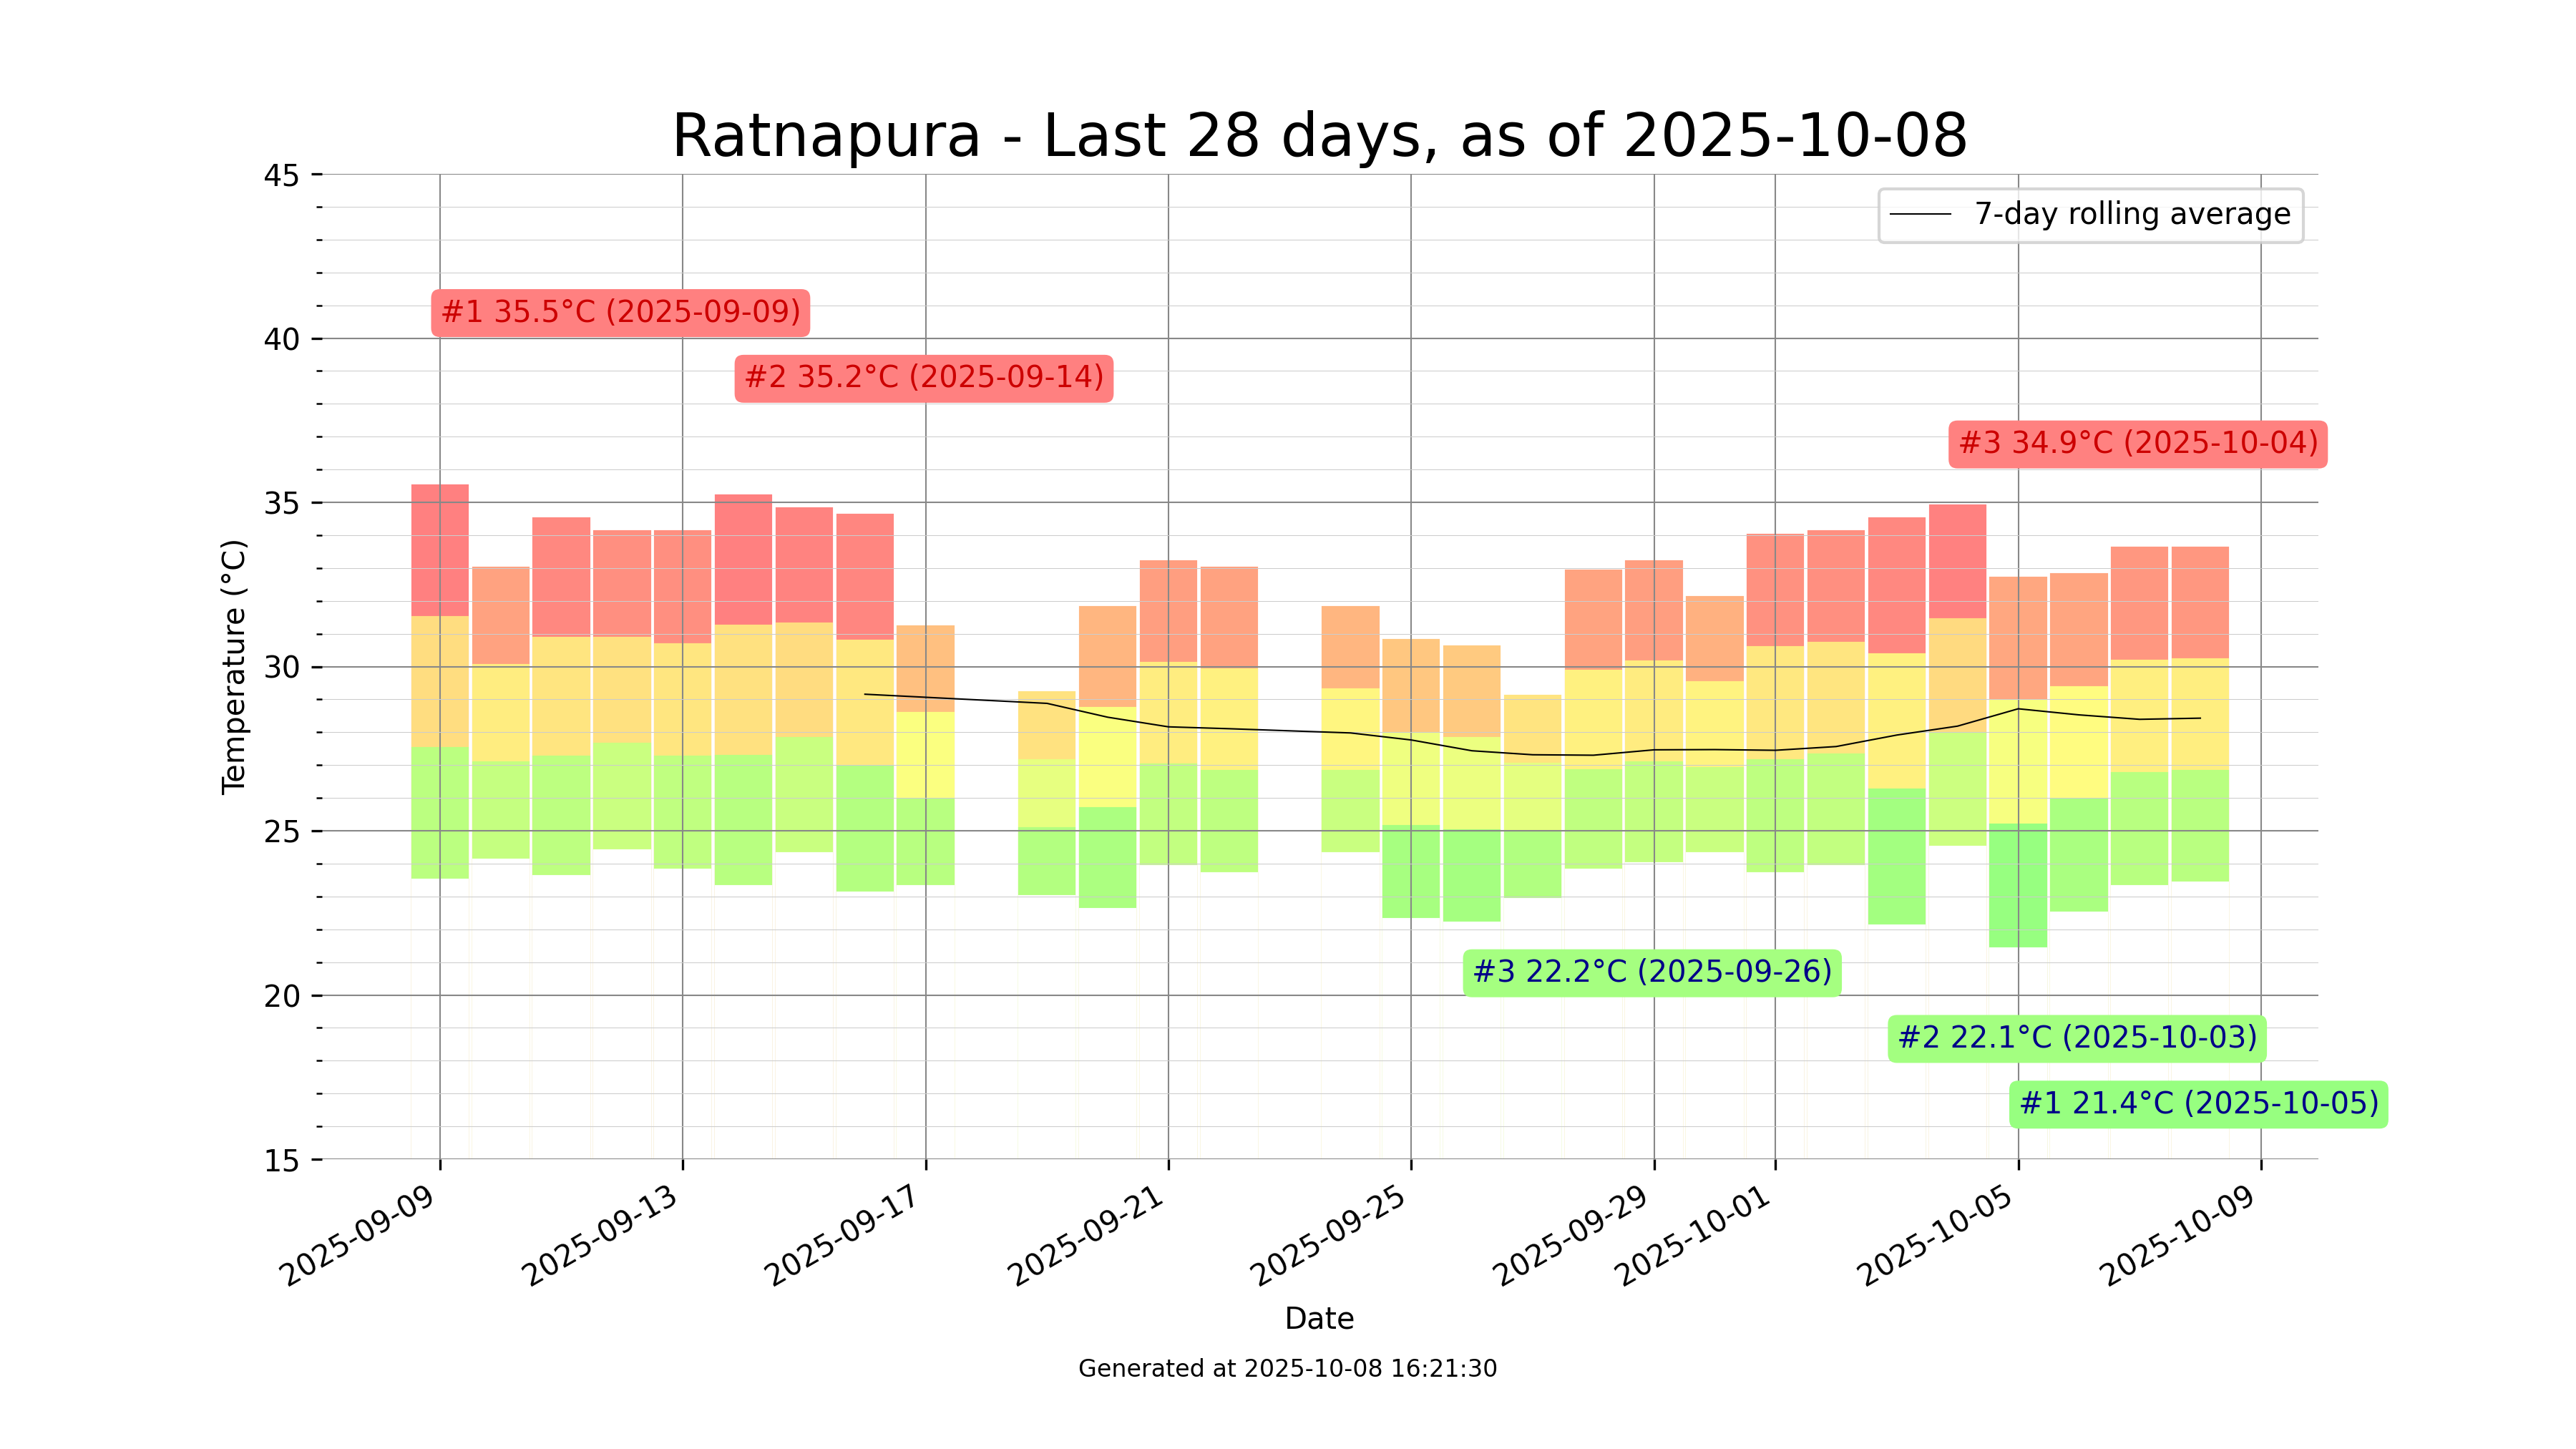 Ratnapura - Last 28 days, as of 2025-10-08
7-day rolling average
#1 35.5°C (2025-09-09)
#2 35.2°C (2025-09-14)
#3 34.9°C (2025-10-04)
#3 22.2°C (2025-09-26)
#2 22.1°C (2025-10-03)
#1 21.4°C (2025-10-05)
Temperature (°C)
45
40
35
30
25
20
15
2025-09-09
2025-09-13
2025-09-17
2025-09-21
2025-09-25
2025-09-29
2025-10-01
2025-10-05
2025-10-09
Date
Generated at 2025-10-08 16:21:30